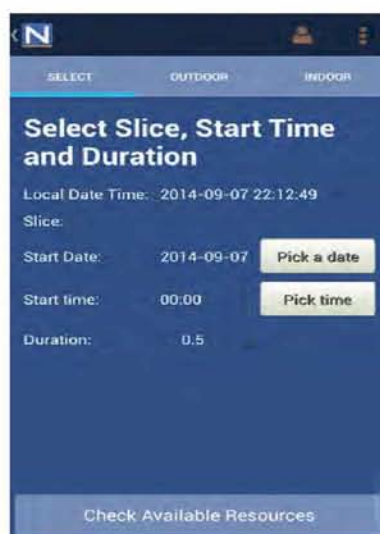 N
SELECT OUTDOOR INDOOR
Select Slice, Start Time
and Duration
Local Date Time: 2014-09-07 22:12:49
Slice:
Start Date: 2014-09-07 Pick a date
Start time: 00:00 Pick time
Duration: 0.5
Check Available Resources